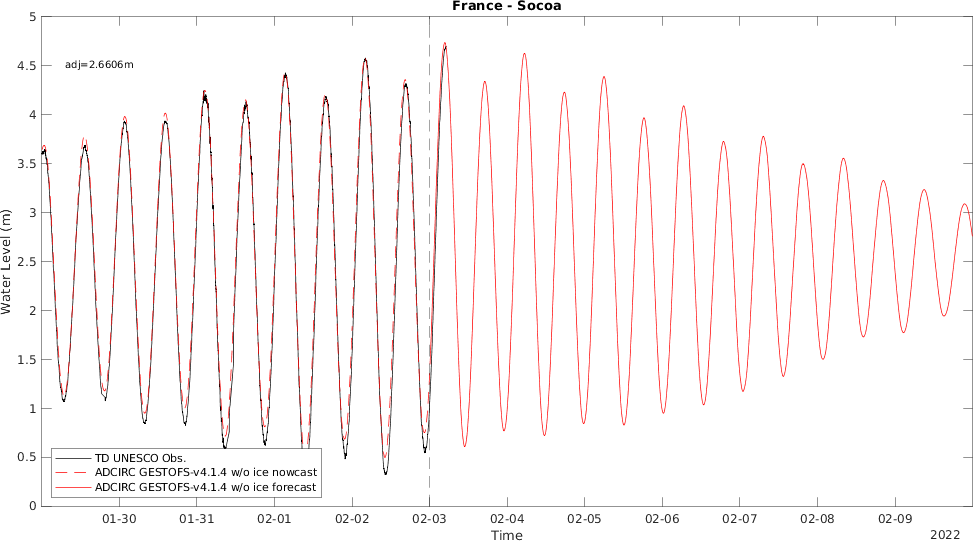 France - Socoa
adj=2.6606m
Water Level (m)
5
4.5
4
3.5
3
2.5
2
1.5
1
0.5
0
TD UNESCO Obs.
ADCIRC GESTOFS-v4.1.4 w/o ice nowcast
ADCIRC GESTOFS-v4.1.4 w/o ice forecast
01-30 01-31 02-01 02-02 02-03 02-04 02-05 02-06 02-07 02-08 02-09
Time
2022